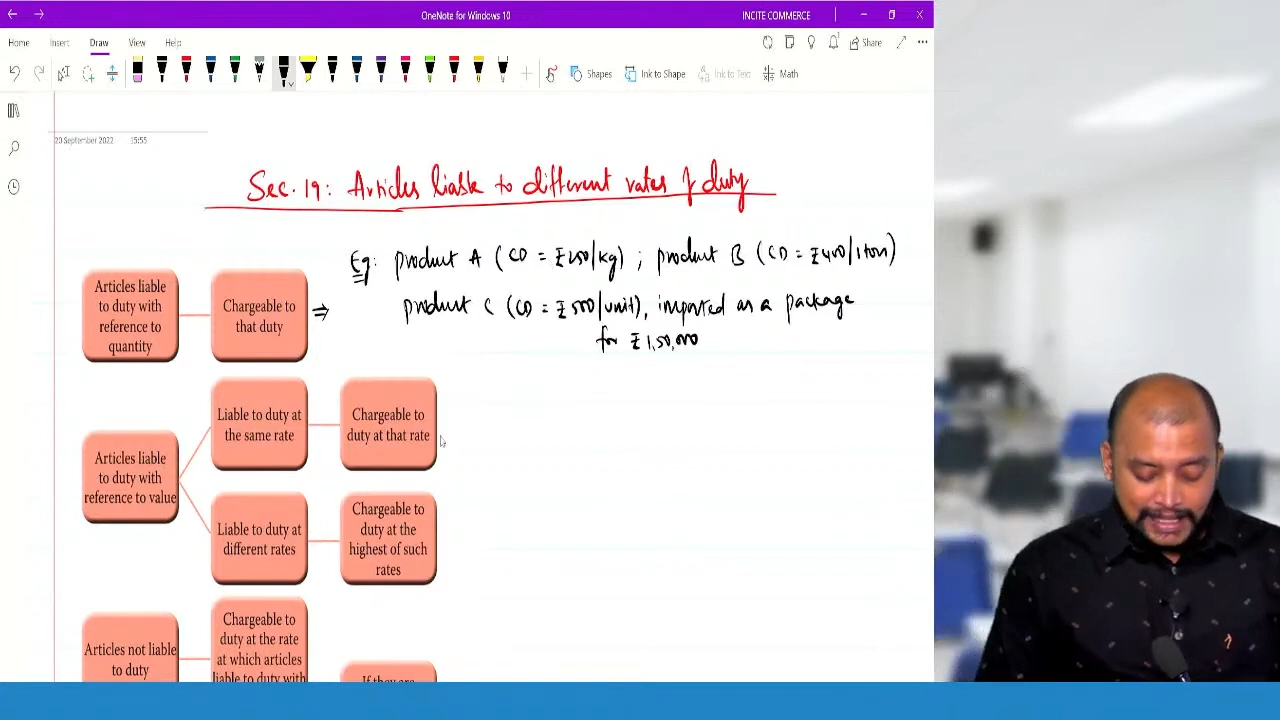 OneNote for Windows 10
INCITE COMMERCE
Home Insert Draw View Help
Share
Shapes Ink to Shape Ink to Text Math
20 September 2022 15:55
Sec. 19: Articles liable to different rates of duty
Eg: product A (CD = ₹250/kg) ; product B (CD = ₹400/1ton)
product C (CD = ₹500/unit), imported as a package
for ₹1,50,000
Articles liable
to duty with
reference to
quantity
Chargeable to
that duty
⇒
Articles liable
to duty with
reference to value
Liable to duty at
the same rate
Chargeable to
duty at that rate
Liable to duty at
different rates
Chargeable to
duty at the
highest of such
rates
Articles not liable
to duty
Chargeable to
duty at the rate
at which articles
liable to duty with
If they are